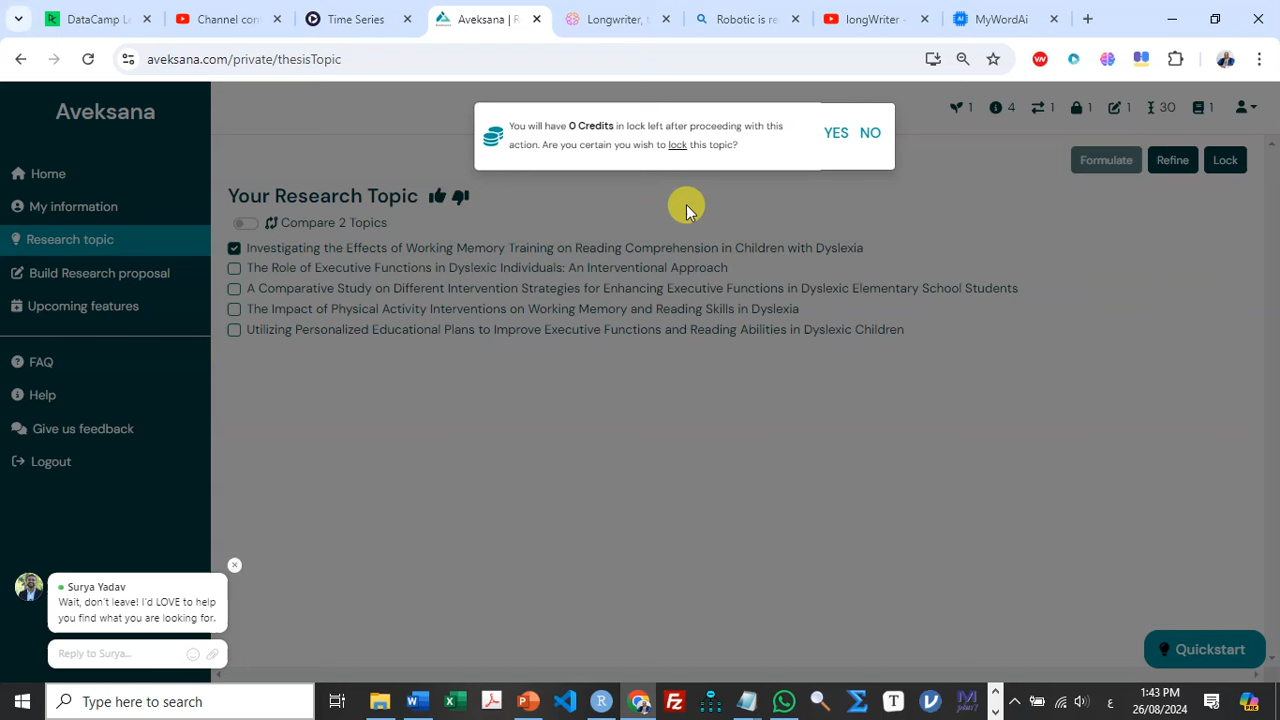 DataCamp L
Channel con
Time Series
Aveksana | R
Longwriter,
Robotic is re
longWriter -
MyWordAi
aveksana.com/private/thesisTopic
Aveksana
1
4
1
1
1
30
1
You will have 0 Credits in lock left after proceeding with this
action. Are you certain you wish to lock this topic?
YES NO
Formulate
Refine
Lock
Home
My information
Research topic
Build Research proposal
Upcoming features
FAQ
Help
Give us feedback
Logout
Your Research Topic
Compare 2 Topics
Investigating the Effects of Working Memory Training on Reading Comprehension in Children with Dyslexia
The Role of Executive Functions in Dyslexic Individuals: An Interventional Approach
A Comparative Study on Different Intervention Strategies for Enhancing Executive Functions in Dyslexic Elementary School Students
The Impact of Physical Activity Interventions on Working Memory and Reading Skills in Dyslexia
Utilizing Personalized Educational Plans to Improve Executive Functions and Reading Abilities in Dyslexic Children
Surya Yadav
Wait, don't leave! I'd LOVE to help
you find what you are looking for.
Reply to Surya...
Quickstart
Type here to search
ع
1:43 PM
26/08/2024